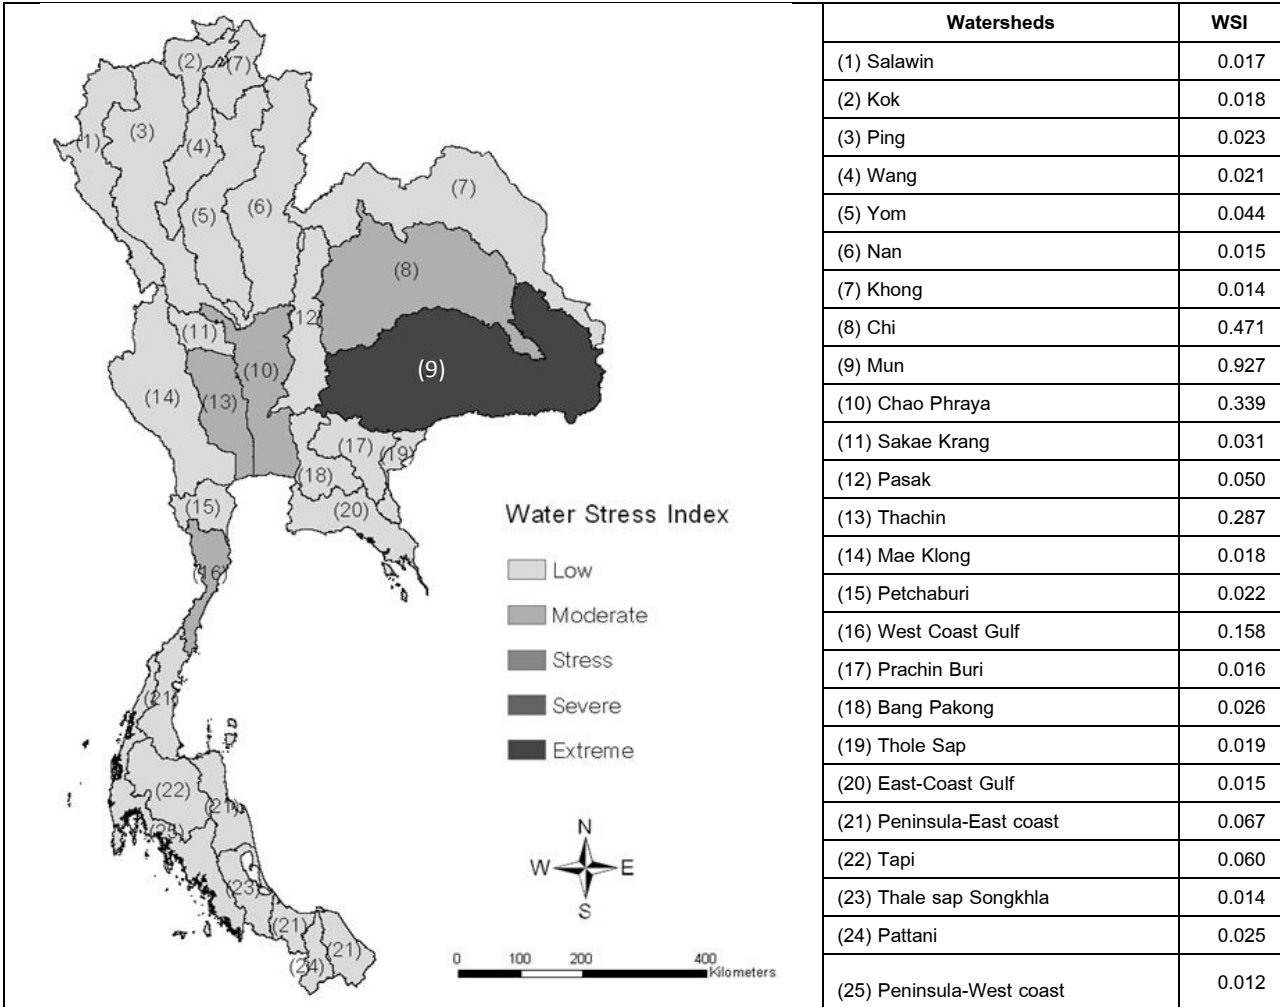 (2)
(7)
(1)
(3)
(4)
(7)
(5)
(6)
(8)
(12)
(11)
(10)
(9)
(14)
(13)
(17)
(19)
(18)
(15)
(20)
(16)
(21)
(22)
(21)
(25)
(23)
(21)
(21)
(24)
Water Stress Index
Low
Moderate
Stress
Severe
Extreme
N
W E
S
0 100 200 400
Kilometers
Watersheds WSI
(1) Salawin 0.017
(2) Kok 0.018
(3) Ping 0.023
(4) Wang 0.021
(5) Yom 0.044
(6) Nan 0.015
(7) Khong 0.014
(8) Chi 0.471
(9) Mun 0.927
(10) Chao Phraya 0.339
(11) Sakae Krang 0.031
(12) Pasak 0.050
(13) Thachin 0.287
(14) Mae Klong 0.018
(15) Petchaburi 0.022
(16) West Coast Gulf 0.158
(17) Prachin Buri 0.016
(18) Bang Pakong 0.026
(19) Thole Sap 0.019
(20) East-Coast Gulf 0.015
(21) Peninsula-East coast 0.067
(22) Tapi 0.060
(23) Thale sap Songkhla 0.014
(24) Pattani 0.025
(25) Peninsula-West coast 0.012